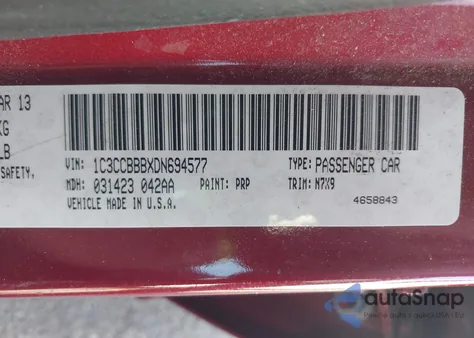 AR 13
KG
LB
SAFETY.
VIN: 1C3CCBBBXDN694577 TYPE: PASSENGER CAR
MDH: 031423 042AA PAINT: PRP TRIM: N7X9
VEHICLE MADE IN U.S.A. 4658843
autoSnap